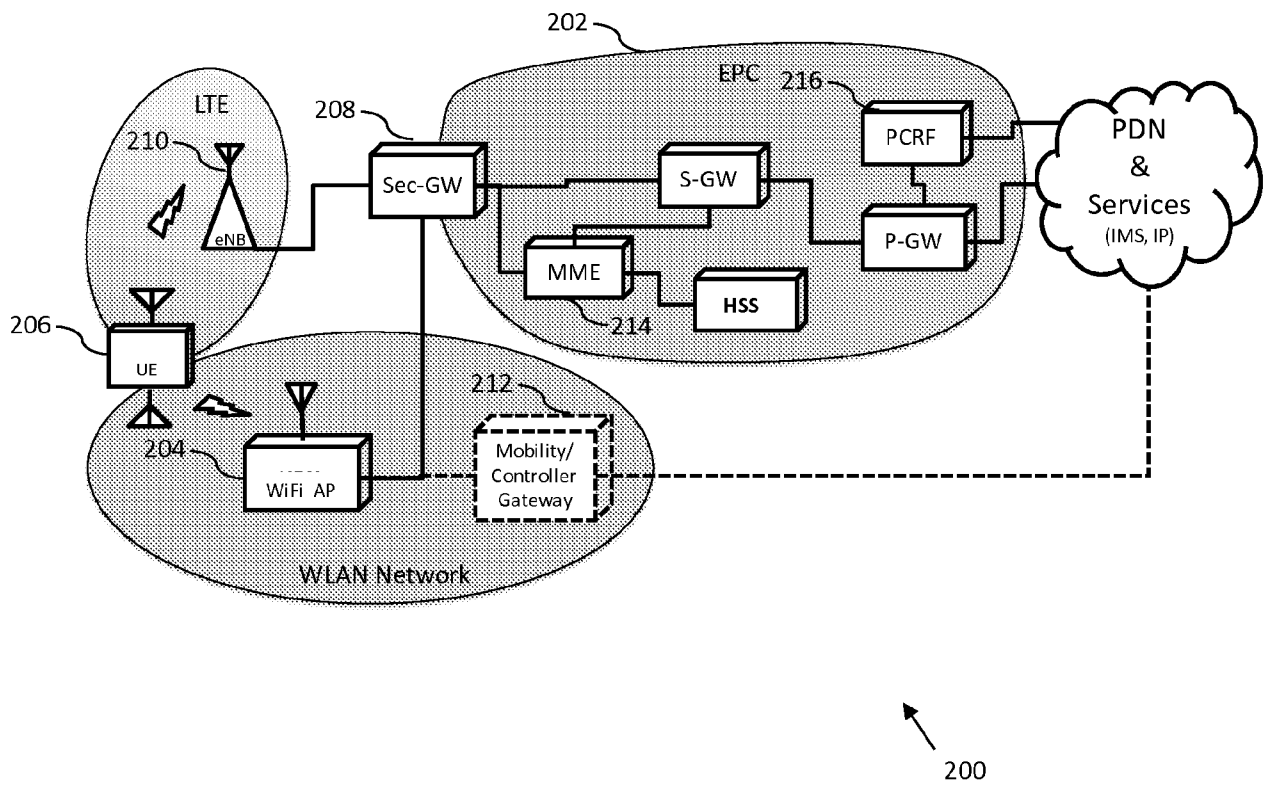 202
EPC
216
208
LTE
210
PCRF
PDN
&
Services
(IMS, IP)
Sec-GW
S-GW
eNB
P-GW
MME
HSS
206
214
UE
212
204
Mobility/
Controller
Gateway
WiFi AP
WLAN Network
200